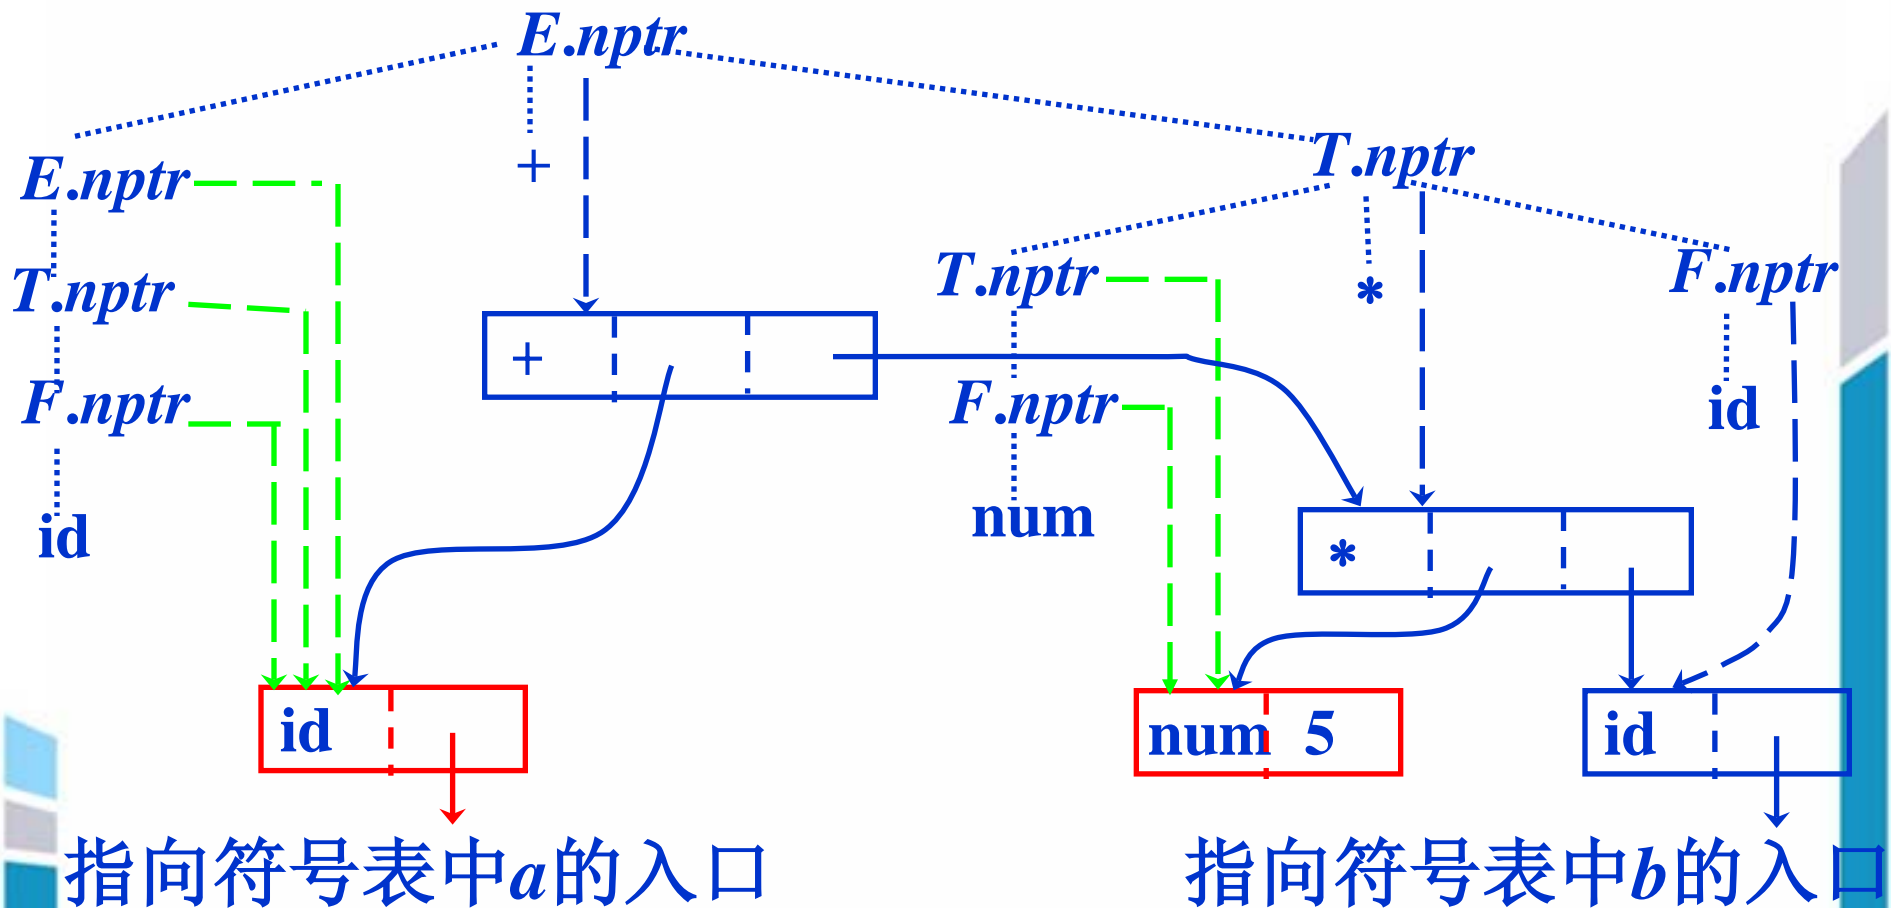 E.nptr
+
T.nptr
E.nptr
T.nptr
*
F.nptr
T.nptr
+
F.nptr
F.nptr
id
id
num
*
id
num 5
id
指向符号表中a的入口
指向符号表中b的入口